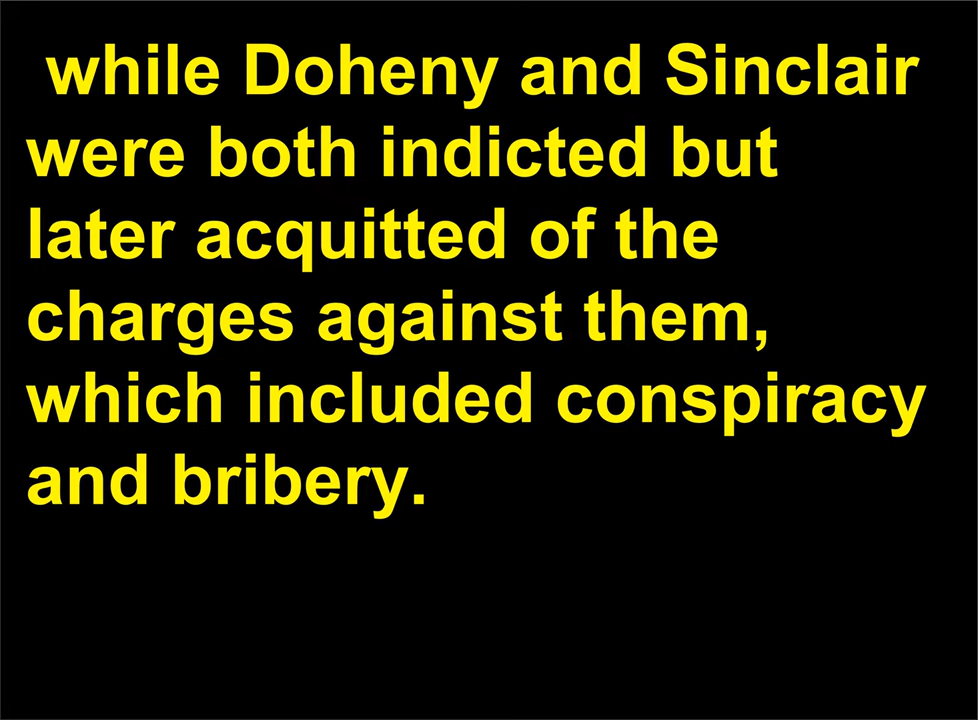 while Doheny and Sinclair
were both indicted but
later acquitted of the
charges against them,
which included conspiracy
and bribery.